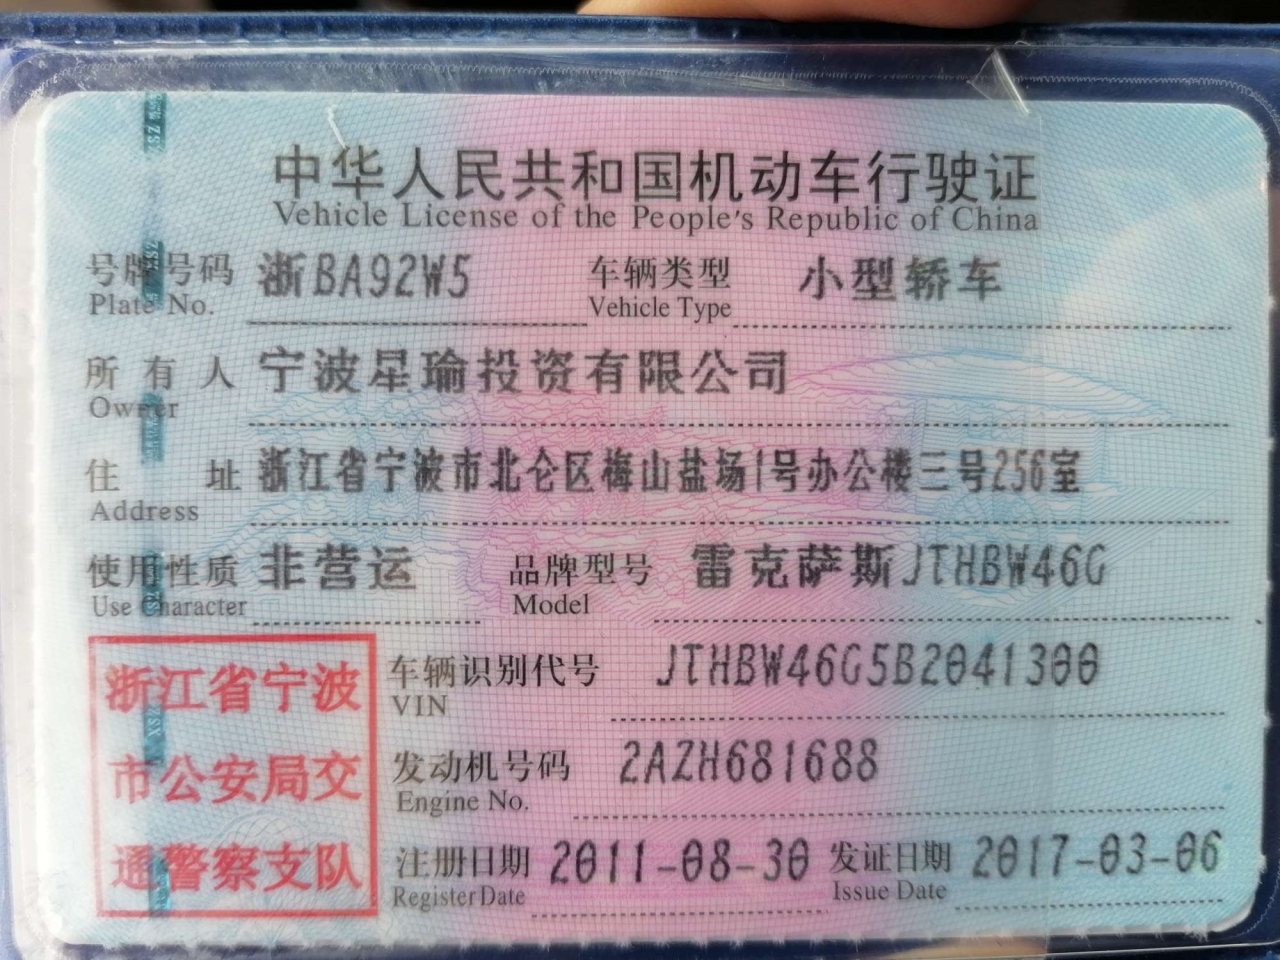 中华人民共和国机动车行驶证
Vehicle License of the People's Republic of China
号牌号码 浙BA92W5 车辆类型 小型轿车
Plate No. Vehicle Type
所有人 宁波星瑜投资有限公司
Owner
住址 浙江省宁波市北仑区梅山盐场1号办公楼三号256室
Address
使用性质 非营运 品牌型号 雷克萨斯JTHBW46G
Use Character Model
浙江省宁波
市公安局交
通警察支队
车辆识别代号 JTHBW46G5B2041300
VIN
发动机号码 2AZH681688
Engine No.
注册日期 2011-08-30 发证日期 2017-03-06
Register Date Issue Date